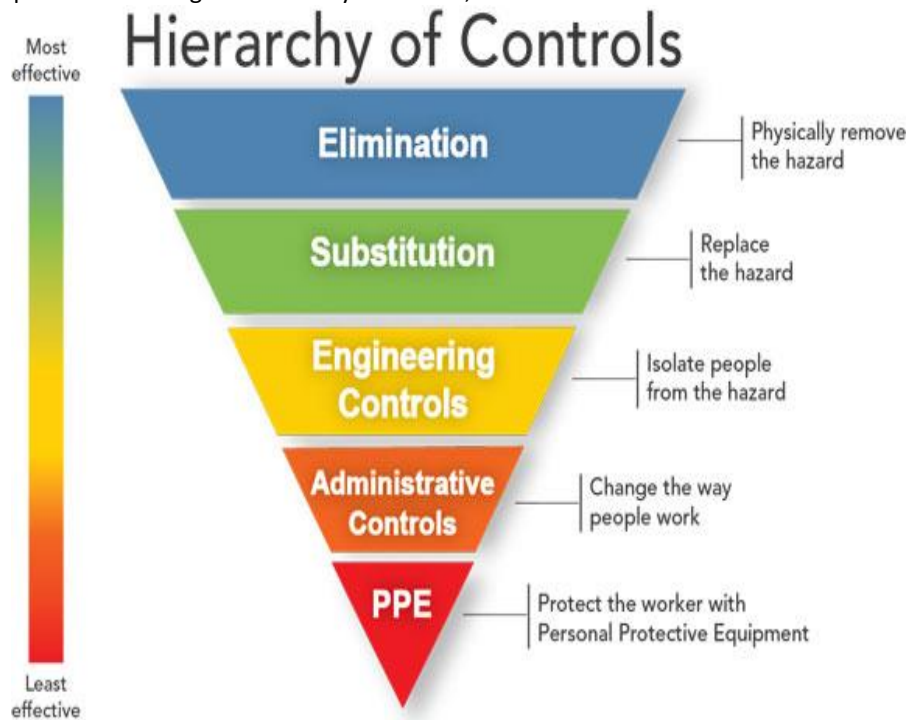 Hierarchy of Controls
Most
effective
Elimination
Physically remove
the hazard
Substitution
Replace
the hazard
Engineering
Controls
Isolate people
from the hazard
Administrative
Controls
Change the way
people work
PPE
Protect the worker with
Personal Protective Equipment
Least
effective